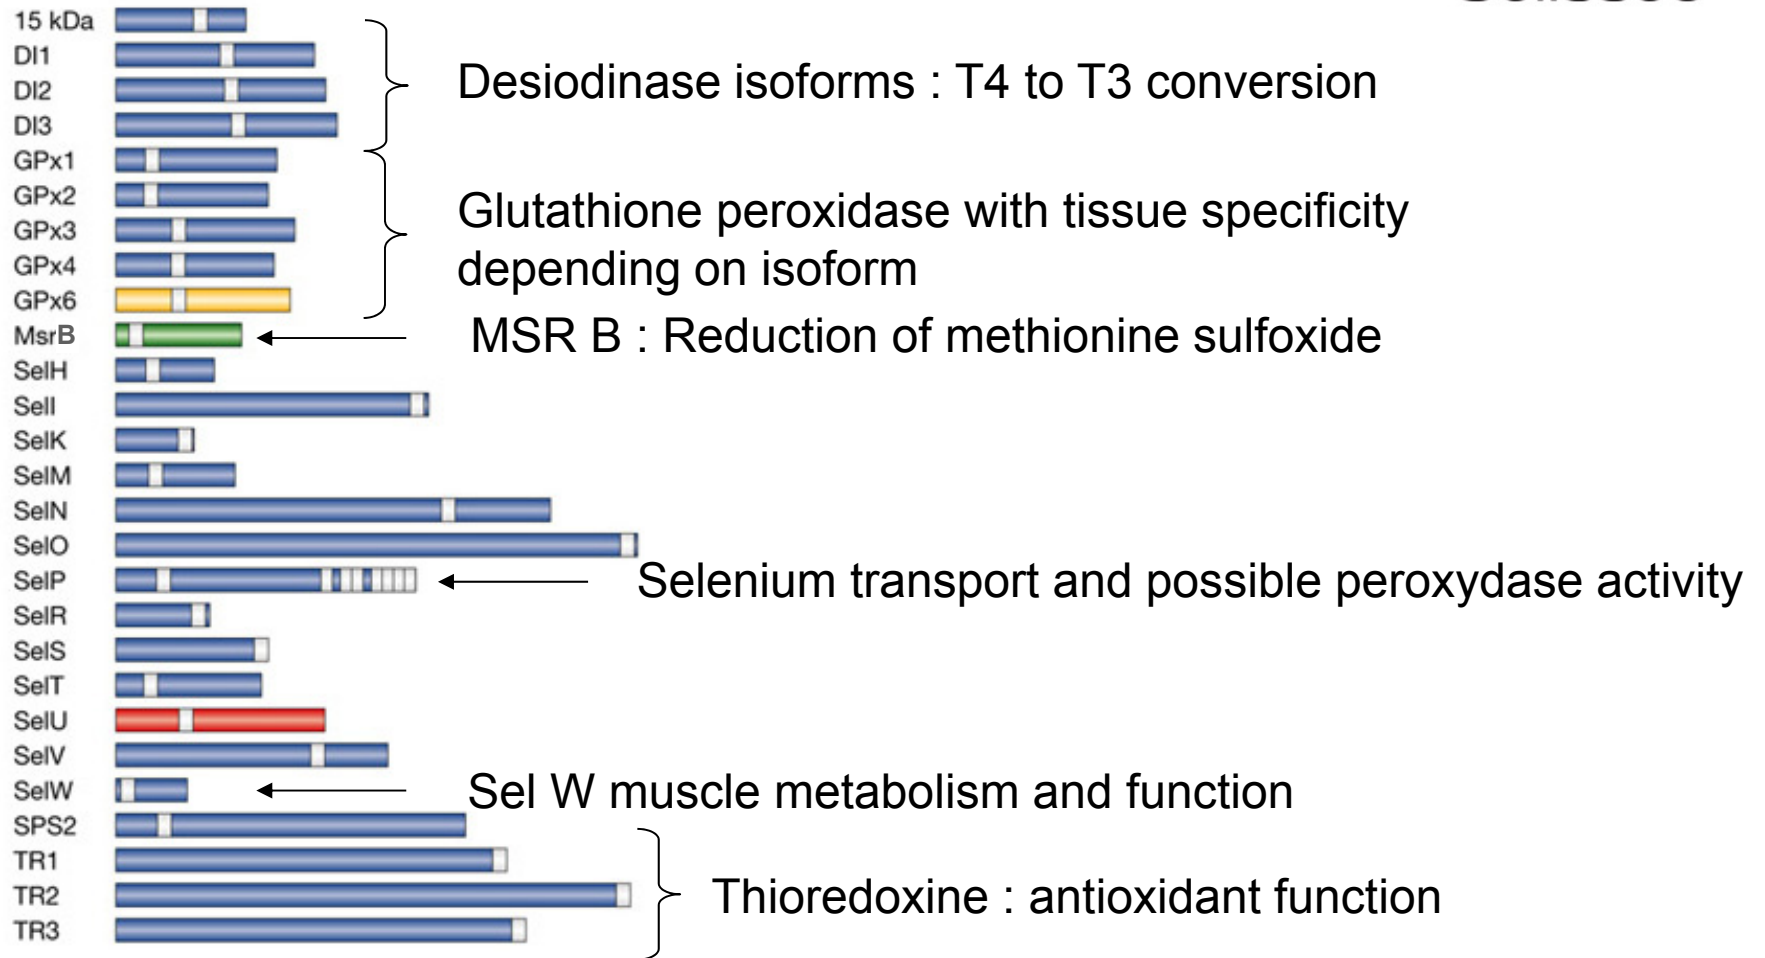 15 kDa
DI1
DI2
DI3
GPx1
GPx2
GPx3
GPx4
GPx6
MsrB
SelH
SelI
SelK
SelM
SelN
SelO
SelP
SelR
SelS
SelT
SelU
SelV
SelW
SPS2
TR1
TR2
TR3
Desiodinase isoforms : T4 to T3 conversion
Glutathione peroxidase with tissue specificity
depending on isoform
MSR B : Reduction of methionine sulfoxide
Selenium transport and possible peroxydase activity
Sel W muscle metabolism and function
Thioredoxine : antioxidant function